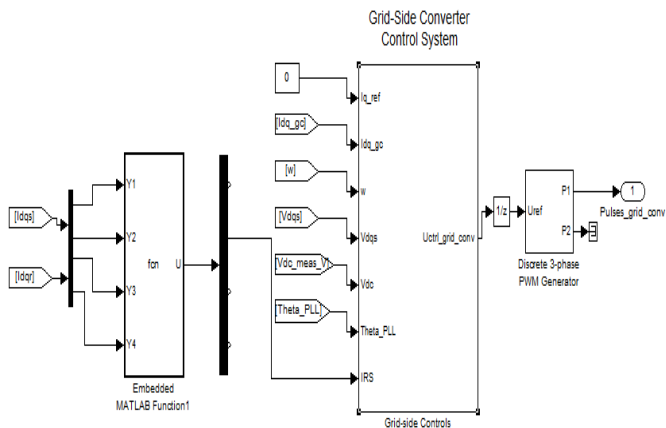 Grid-Side Converter
Control System
0
Iq_ref
[Idq_gc]
Idq_gc
[w]
w
[Vdqs]
Vdqs
[Vdc_meas_V]
Vdc
[Theta_PLL]
Theta_PLL
IRS
Uctrl_grid_conv
Grid-side Controls
[Idqs]
[Idqr]
Y1
Y2
Y3
Y4
fcn
U
Embedded
MATLAB Function1
1/z
Uref
P1
P2
Discrete 3-phase
PWM Generator
1
Pulses_grid_conv